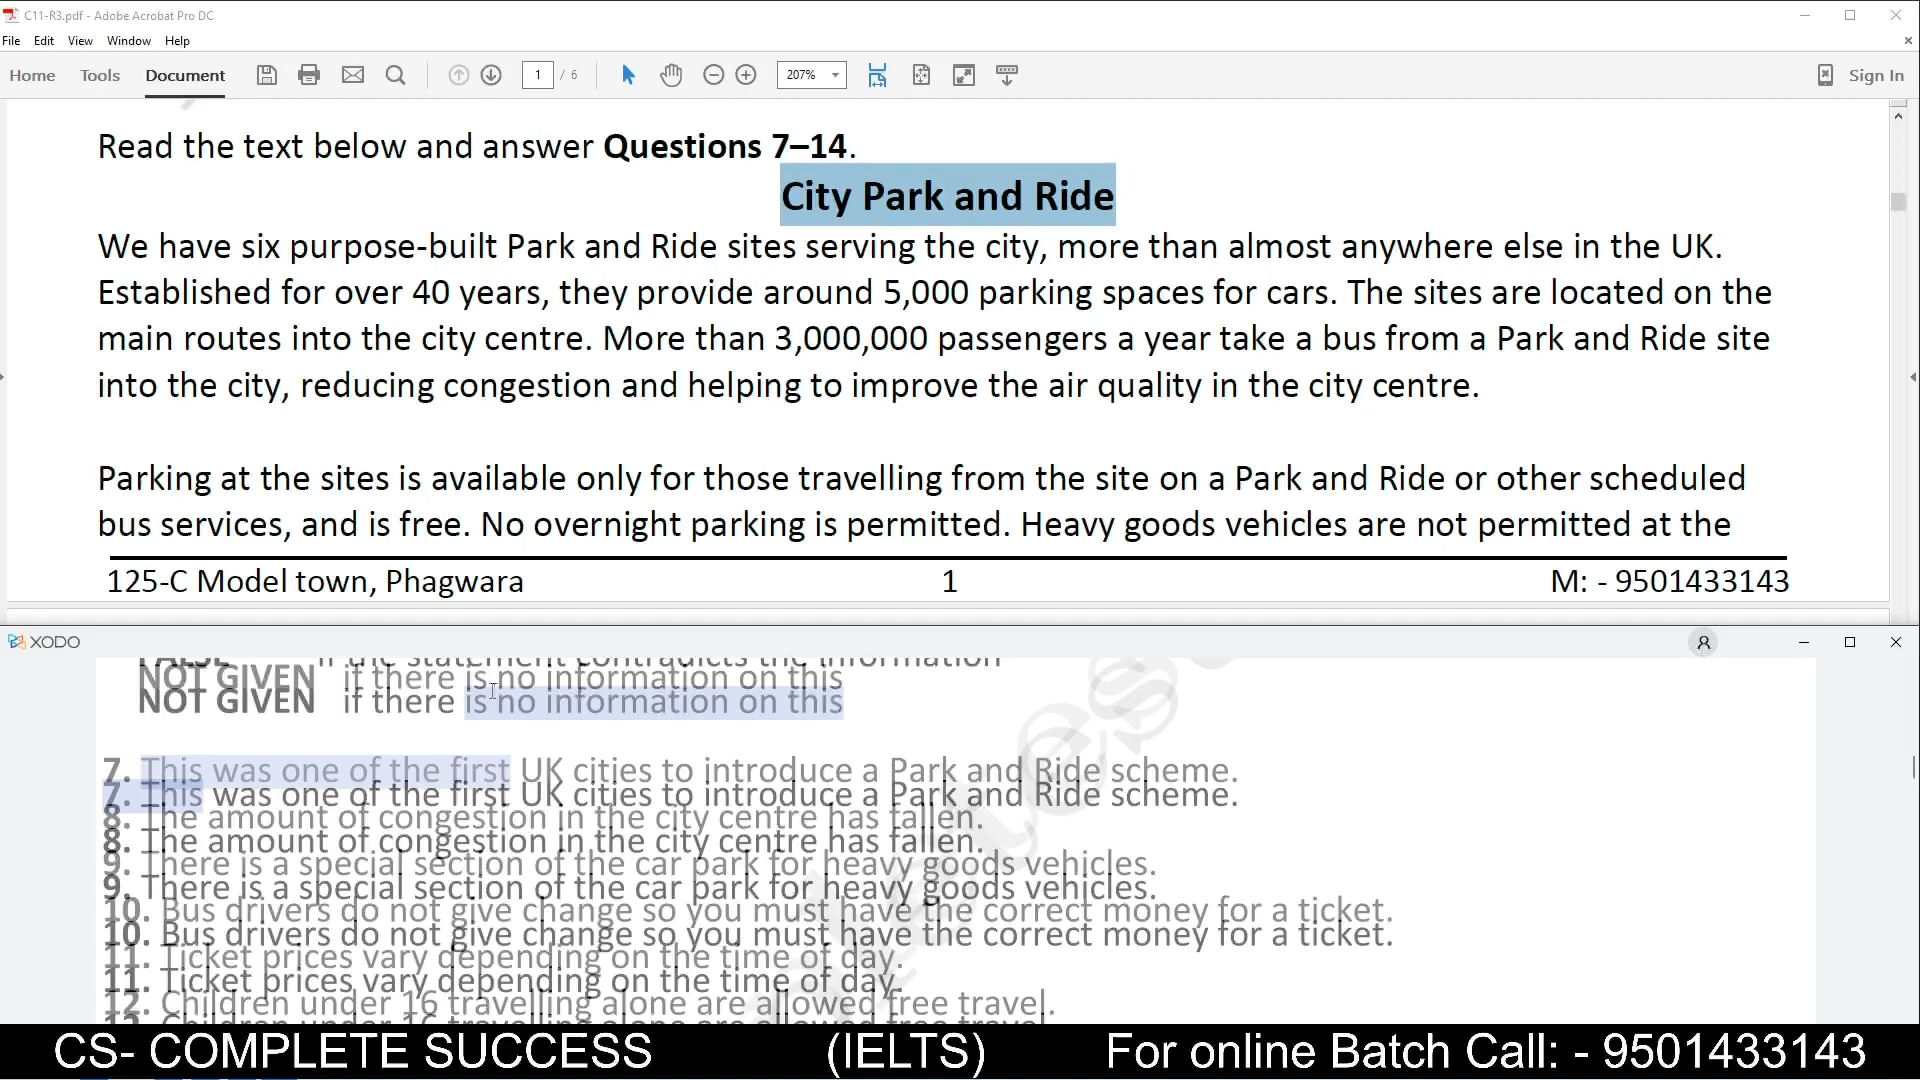 C11-R3.pdf - Adobe Acrobat Pro DC
File Edit View Window Help
Home Tools Document 1 / 6 207% Sign In
Read the text below and answer Questions 7–14.
City Park and Ride
We have six purpose-built Park and Ride sites serving the city, more than almost anywhere else in the UK.
Established for over 40 years, they provide around 5,000 parking spaces for cars. The sites are located on the
main routes into the city centre. More than 3,000,000 passengers a year take a bus from a Park and Ride site
into the city, reducing congestion and helping to improve the air quality in the city centre.
Parking at the sites is available only for those travelling from the site on a Park and Ride or other scheduled
bus services, and is free. No overnight parking is permitted. Heavy goods vehicles are not permitted at the
125-C Model town, Phagwara 1 M: - 9501433143
XODO
FALSE if the statement contradicts the information
NOT GIVEN if there is no information on this
NOT GIVEN if there is no information on this
7. This was one of the first UK cities to introduce a Park and Ride scheme.
7. This was one of the first UK cities to introduce a Park and Ride scheme.
8. The amount of congestion in the city centre has fallen.
8. The amount of congestion in the city centre has fallen.
9. There is a special section of the car park for heavy goods vehicles.
9. There is a special section of the car park for heavy goods vehicles.
10. Bus drivers do not give change so you must have the correct money for a ticket.
10. Bus drivers do not give change so you must have the correct money for a ticket.
11. Ticket prices vary depending on the time of day.
11. Ticket prices vary depending on the time of day.
12. Children under 16 travelling alone are allowed free travel.
CS- COMPLETE SUCCESS (IELTS) For online Batch Call: - 9501433143